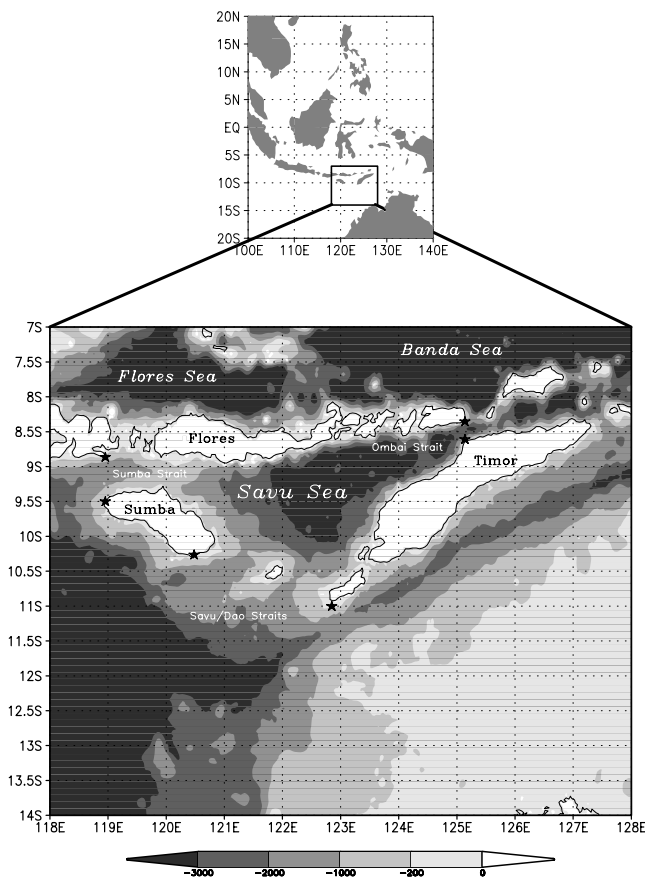 20N
15N
10N
5N
EQ
5S
10S
15S
20S
100E 110E 120E 130E 140E
7S
7.5S
8S
8.5S
9S
9.5S
10S
10.5S
11S
11.5S
12S
12.5S
13S
13.5S
14S
Banda Sea
Flores Sea
Flores
Ombai Strait
Timor
Sumba Strait
Savu Sea
Sumba
Savu/Dao Straits
118E 119E 120E 121E 122E 123E 124E 125E 126E 127E 128E
-3000 -2000 -1000 -200 0